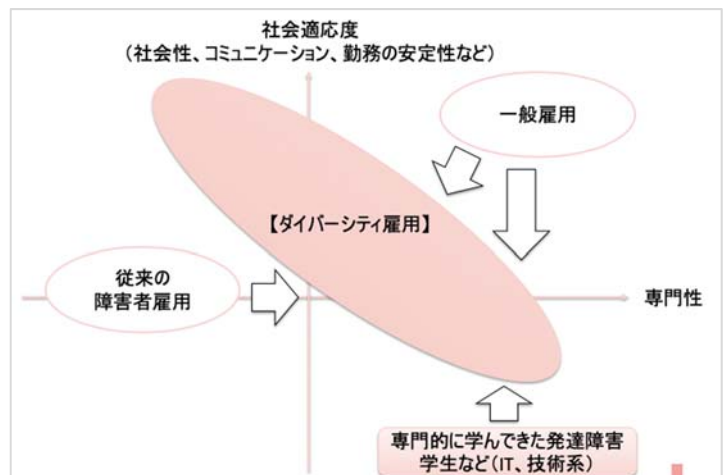 社会適応度
(社会性、コミュニケーション、勤務の安定性など)
一般雇用
【ダイバーシティ雇用】
従来の
障害者雇用
専門性
専門的に学んできた発達障害
学生など(IT、技術系)